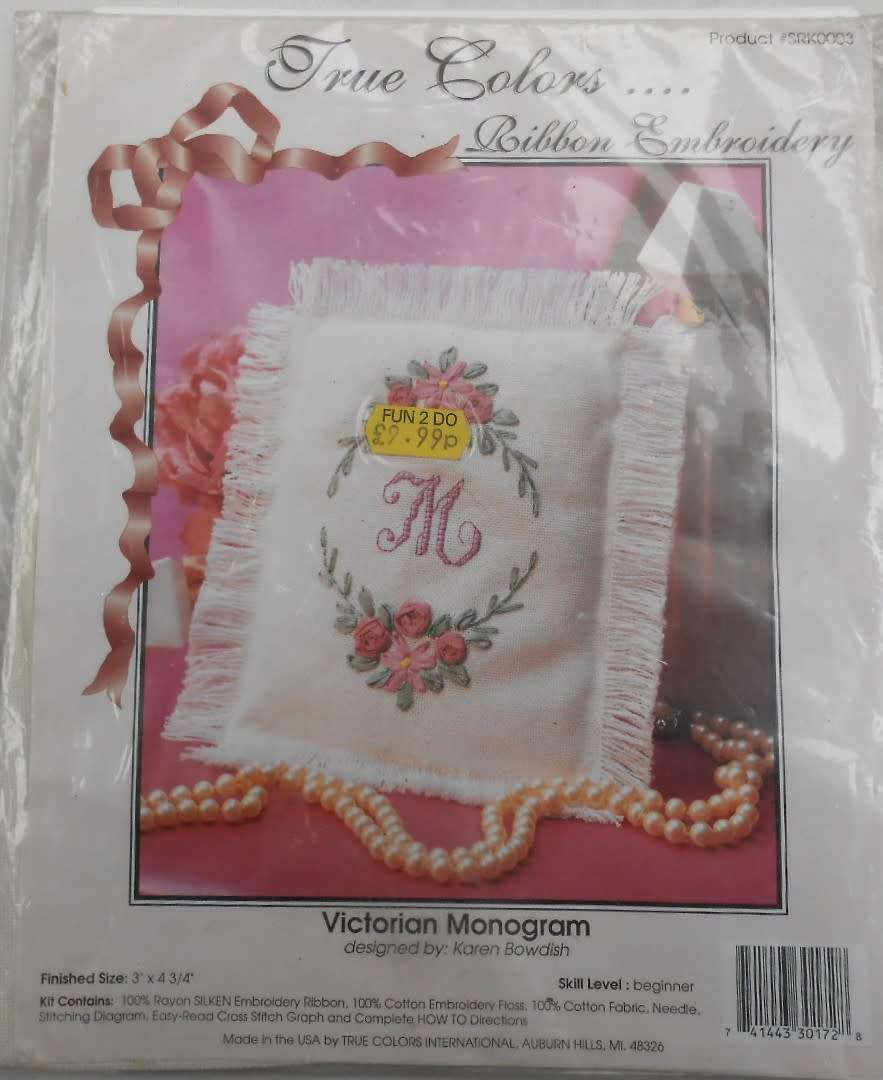 Product #SRK0003
True Colors ....
Ribbon Embroidery
FUN 2 DO
£9.99p
M
Victorian Monogram
designed by: Karen Bowdish
Finished Size: 3" x 4 3/4"
Skill Level : beginner
Kit Contains: 100% Rayon SILKEN Embroidery Ribbon, 100% Cotton Embroidery Floss, 100% Cotton Fabric, Needle,
Stitching Diagram, Easy-Read Cross Stitch Graph and Complete HOW TO Directions
Made in the USA by TRUE COLORS INTERNATIONAL, AUBURN HILLS, MI. 48326
7 41443 30172 8